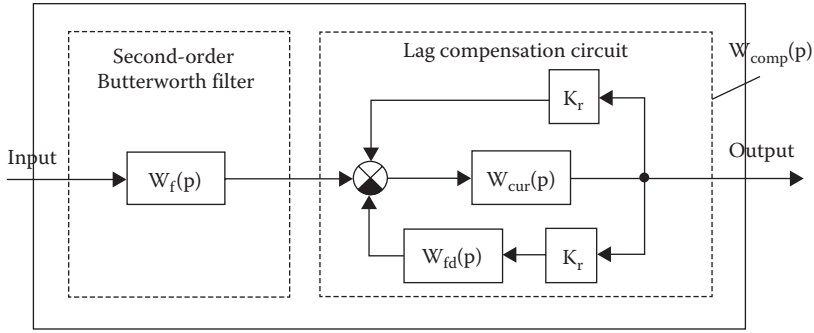 Second-order
Butterworth filter
Lag compensation circuit
W_comp(p)
K_r
Input
W_f(p)
W_cur(p)
Output
W_fd(p)
K_r